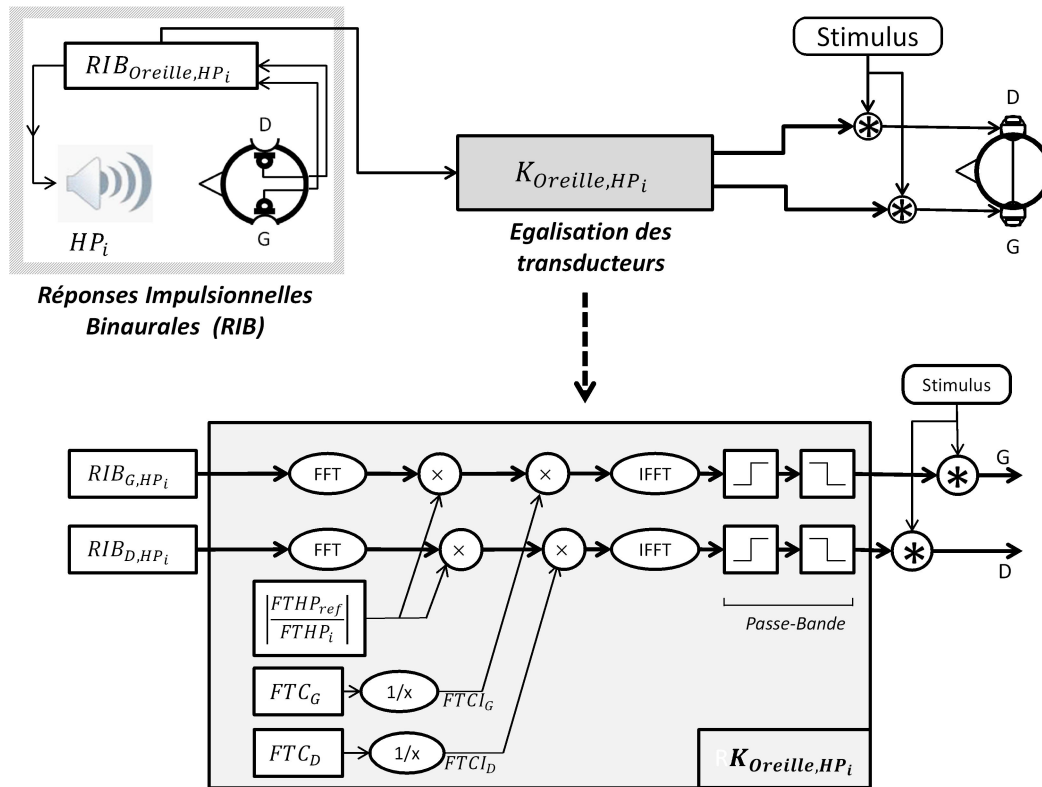 RIB_{Oreille,HP_i}
D
G
HP_i
Réponses Impulsionnelles
Binaurales (RIB)
K_{Oreille,HP_i}
Egalisation des
transducteurs
Stimulus
*
*
D
G
Stimulus
RIB_{G,HP_i}
FFT
×
×
IFFT
*
G
RIB_{D,HP_i}
FFT
×
×
IFFT
*
D
|FTHP_{ref}
FTHP_i|
Passe-Bande
FTC_G
1/x
FTCI_G
FTC_D
1/x
FTCI_D
RK_{Oreille,HP_i}